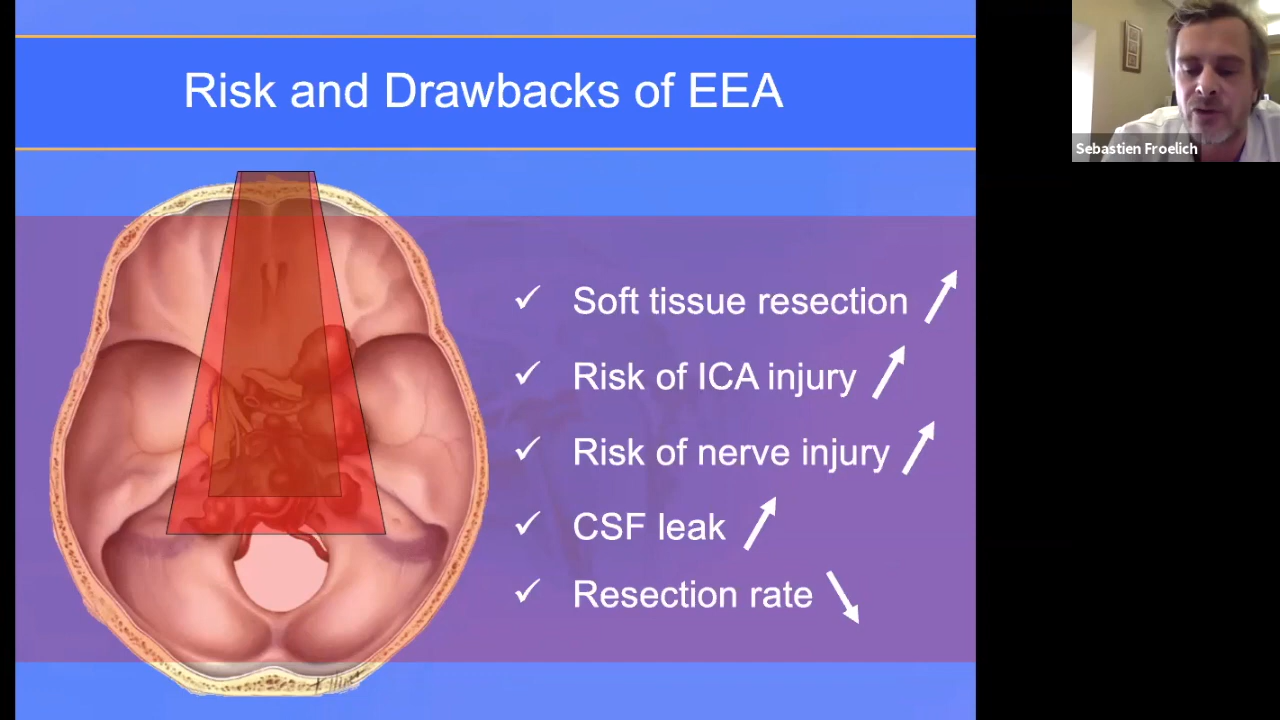 Risk and Drawbacks of EEA
Sebastien Froelich
✓ Soft tissue resection
✓ Risk of ICA injury
✓ Risk of nerve injury
✓ CSF leak
✓ Resection rate